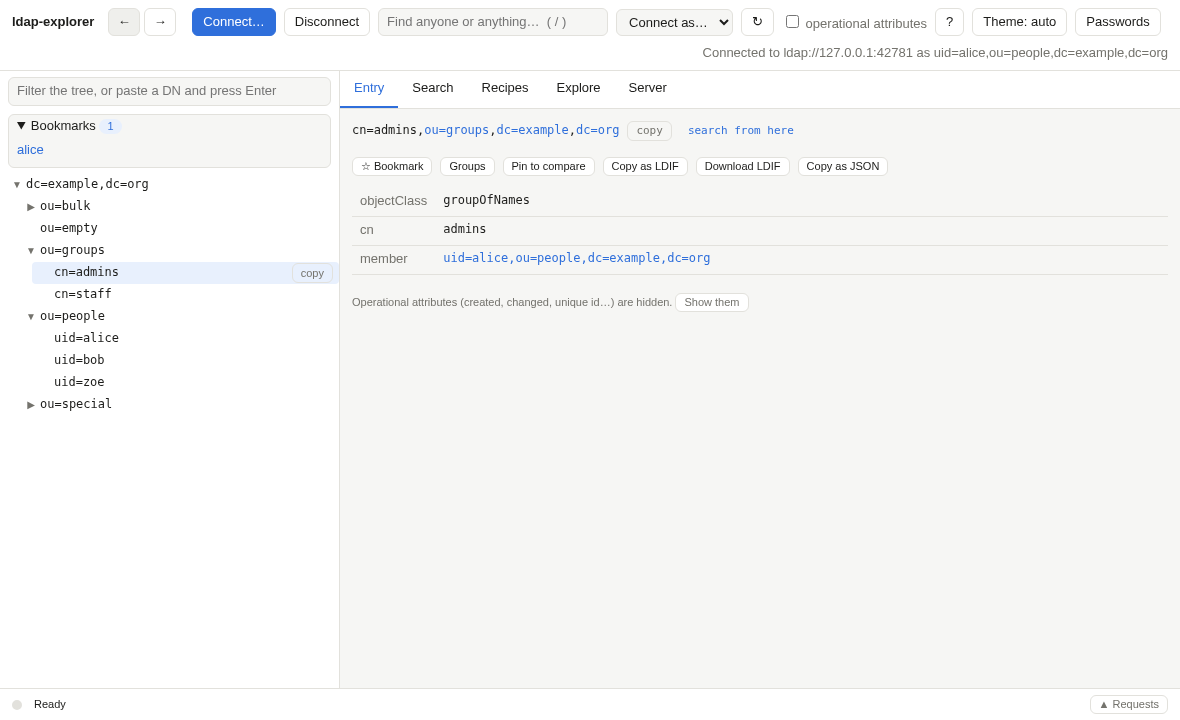 ldap-explorer ← → Connect… Disconnect Find anyone or anything… ( / ) Connect as… ↻ operational attributes ? Theme: auto Passwords
Connected to ldap://127.0.0.1:42781 as uid=alice,ou=people,dc=example,dc=org
Filter the tree, or paste a DN and press Enter
▼ Bookmarks 1
alice
▼ dc=example,dc=org
▶ ou=bulk
ou=empty
▼ ou=groups
cn=admins copy
cn=staff
▼ ou=people
uid=alice
uid=bob
uid=zoe
▶ ou=special
Entry Search Recipes Explore Server
cn=admins,ou=groups,dc=example,dc=org copy search from here
☆ Bookmark Groups Pin to compare Copy as LDIF Download LDIF Copy as JSON
objectClass groupOfNames
cn admins
member uid=alice,ou=people,dc=example,dc=org
Operational attributes (created, changed, unique id…) are hidden. Show them
Ready ▲ Requests